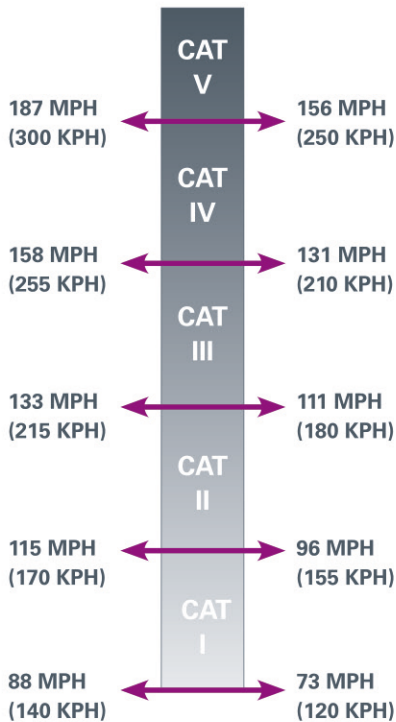 CAT
V
187 MPH
(300 KPH)
156 MPH
(250 KPH)
CAT
IV
158 MPH
(255 KPH)
131 MPH
(210 KPH)
CAT
III
133 MPH
(215 KPH)
111 MPH
(180 KPH)
CAT
II
115 MPH
(170 KPH)
96 MPH
(155 KPH)
CAT
I
88 MPH
(140 KPH)
73 MPH
(120 KPH)